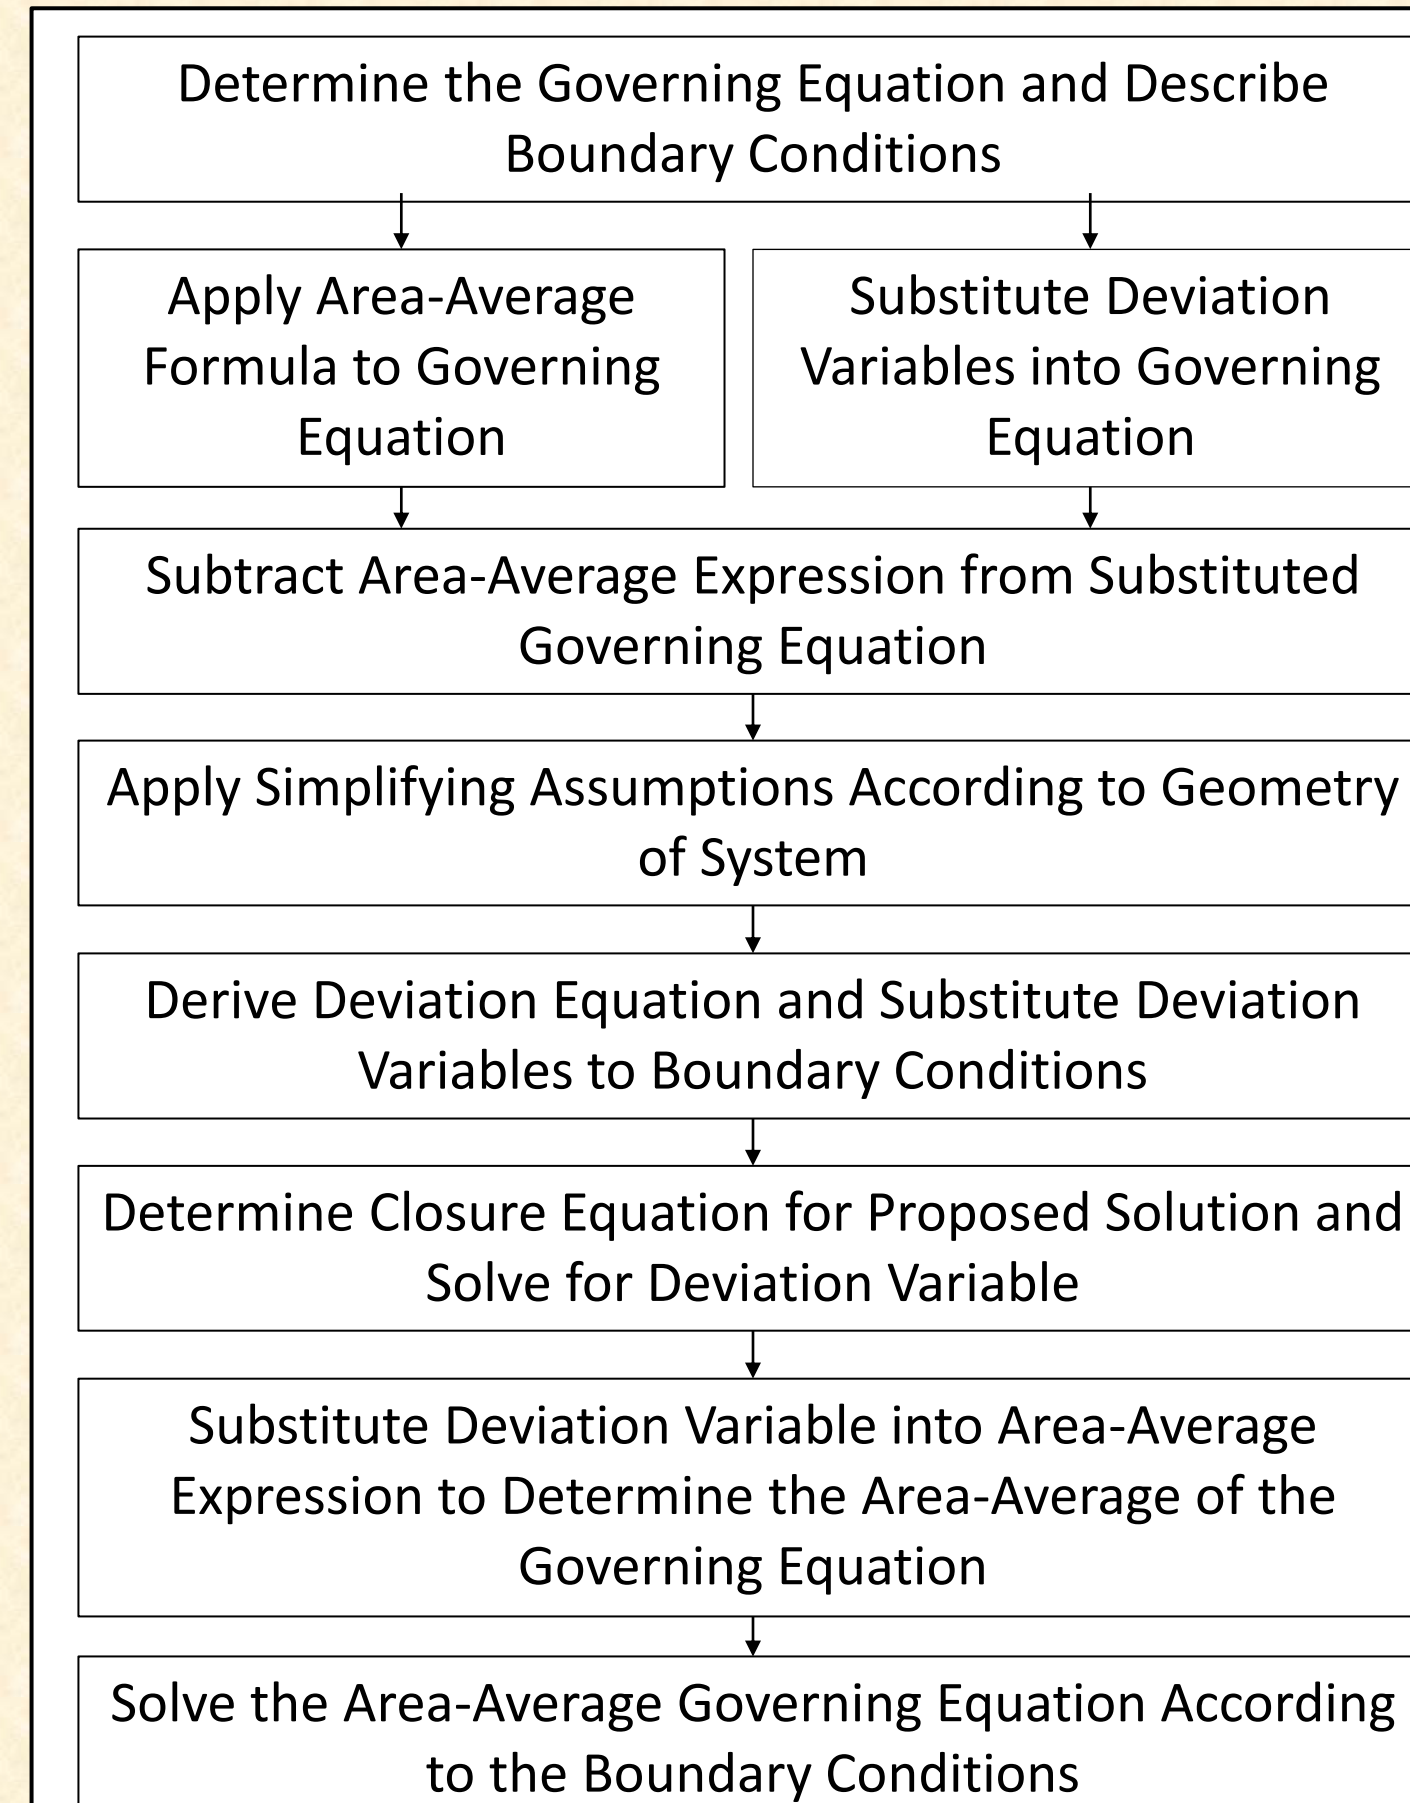 Determine the Governing Equation and Describe
Boundary Conditions
Apply Area-Average
Formula to Governing
Equation
Substitute Deviation
Variables into Governing
Equation
Subtract Area-Average Expression from Substituted
Governing Equation
Apply Simplifying Assumptions According to Geometry
of System
Derive Deviation Equation and Substitute Deviation
Variables to Boundary Conditions
Determine Closure Equation for Proposed Solution and
Solve for Deviation Variable
Substitute Deviation Variable into Area-Average
Expression to Determine the Area-Average of the
Governing Equation
Solve the Area-Average Governing Equation According
to the Boundary Conditions